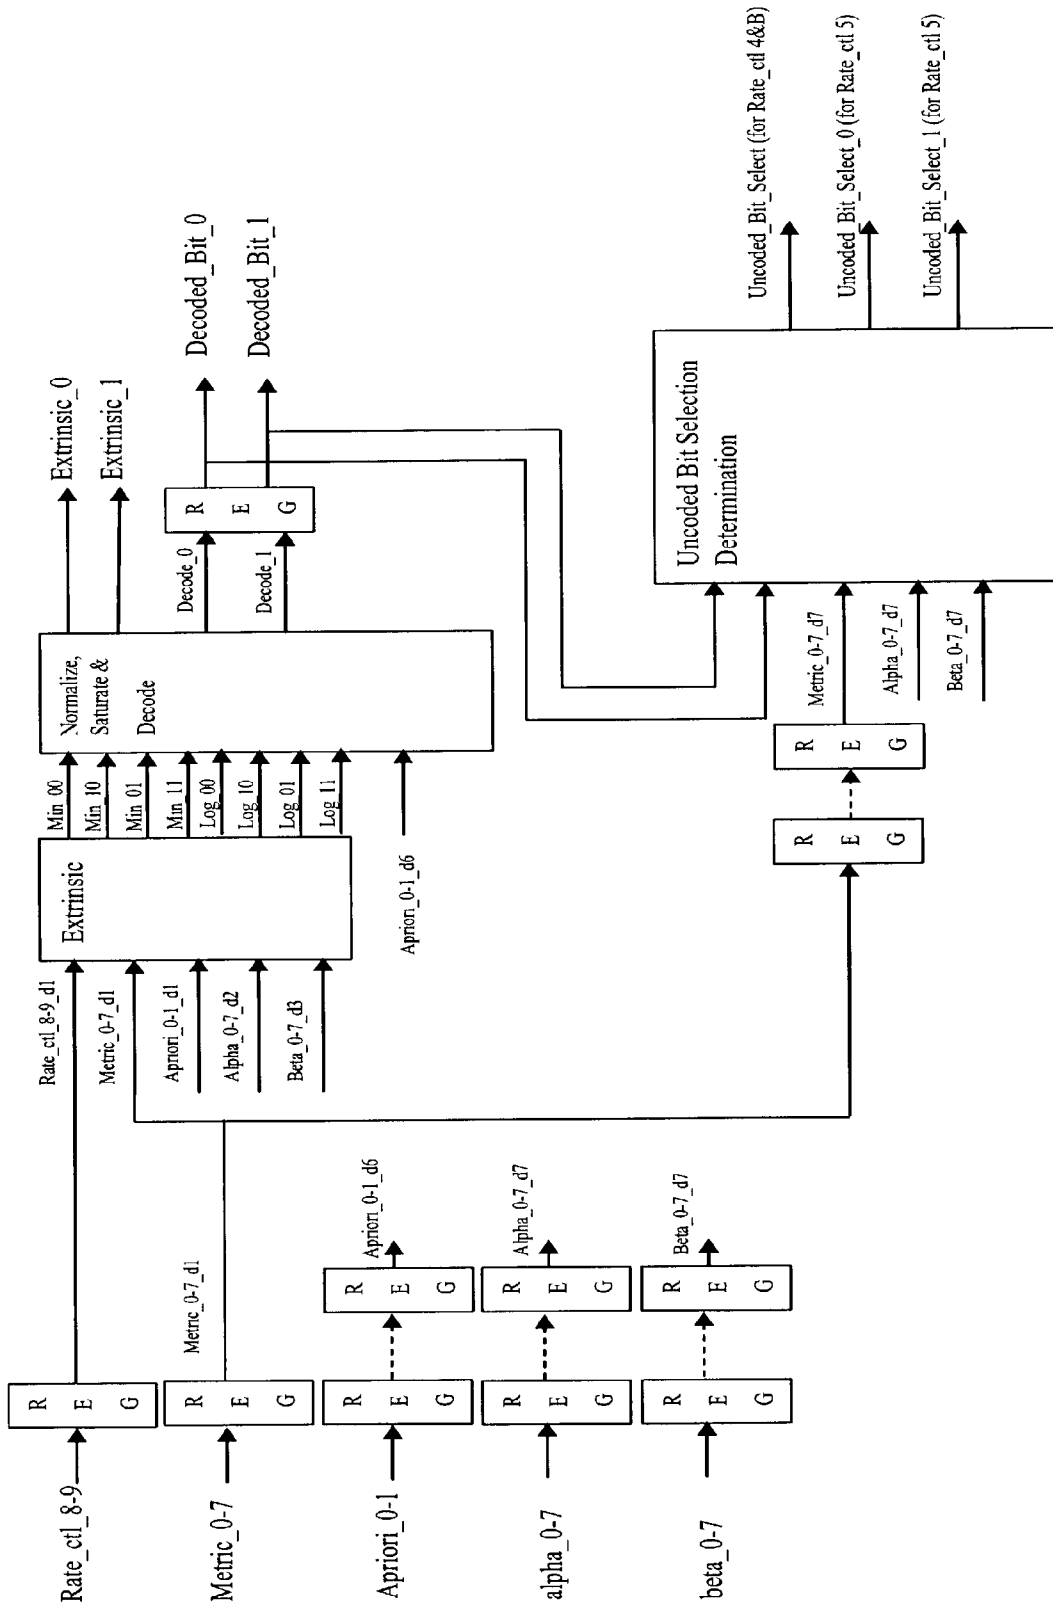 Rate_ctl_8-9
Metric_0-7
Apriori_0-1
alpha_0-7
beta_0-7
R E G
R E G
R E G
R E G
R E G
R E G
R E G
R E G
Metric_0-7_d1
Apriori_0-1_d6
Alpha_0-7_d7
Beta_0-7_d7
Rate_ctl_8-9_d1
Metric_0-7_d1
Apriori_0-1_d1
Alpha_0-7_d2
Beta_0-7_d3
Extrinsic
Min_00
Min_10
Min_01
Min_11
Log_00
Log_10
Log_01
Log_11
Apriori_0-1_d6
Normalize,
Saturate &
Decode
Extrinsic_0
Extrinsic_1
Decode_0
Decode_1
R E G
Decoded_Bit_0
Decoded_Bit_1
R E G
R E G
Metric_0-7_d7
Alpha_0-7_d7
Beta_0-7_d7
Uncoded Bit Selection
Determination
Uncoded_Bit_Select (for Rate_ctl 4&B)
Uncoded_Bit_Select_0 (for Rate_ctl 5)
Uncoded_Bit_Select_1 (for Rate_ctl 5)